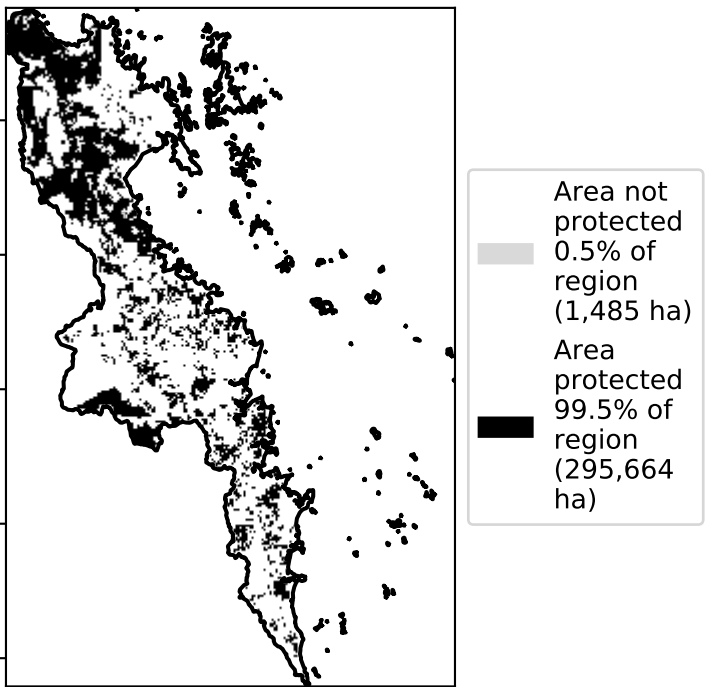 Area not
protected
0.5% of
region
(1,485 ha)
Area
protected
99.5% of
region
(295,664
ha)